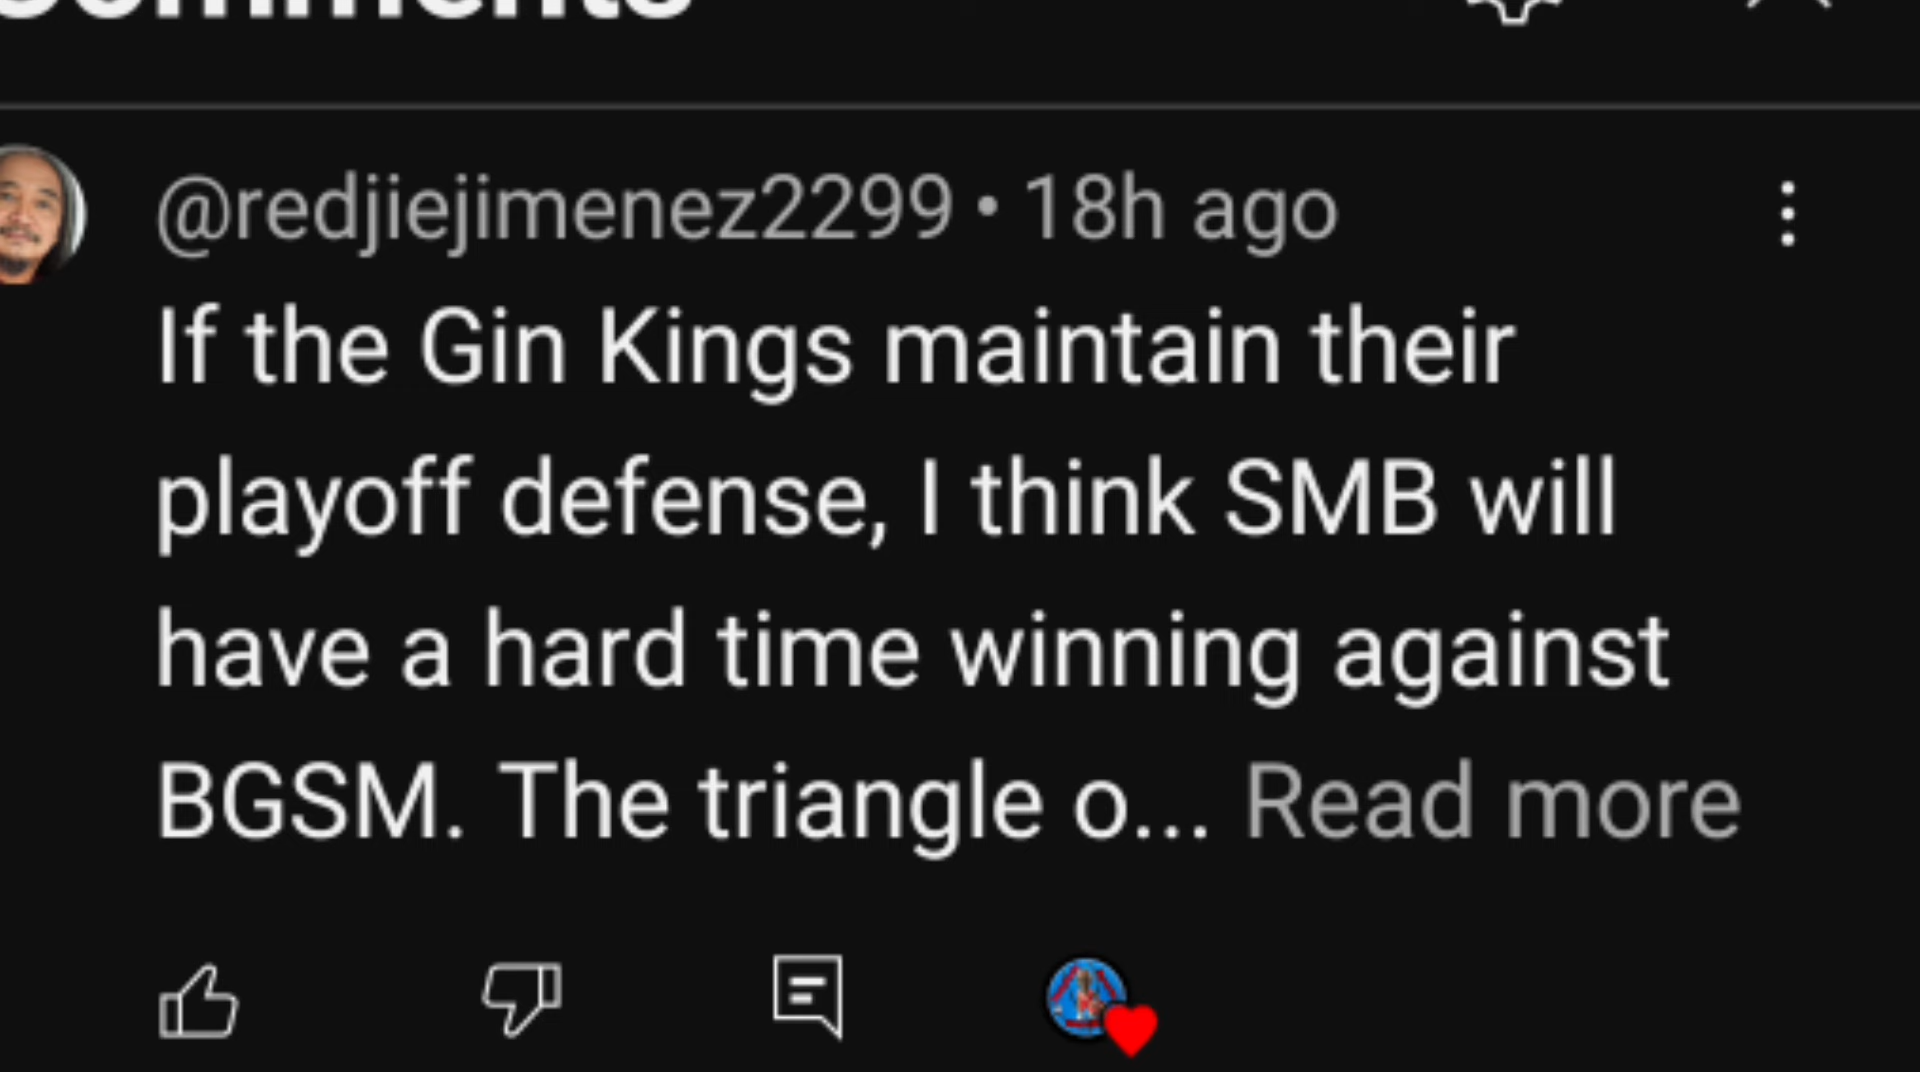 Comments
@redjiejimenez2299 • 18h ago
If the Gin Kings maintain their
playoff defense, I think SMB will
have a hard time winning against
BGSM. The triangle o... Read more